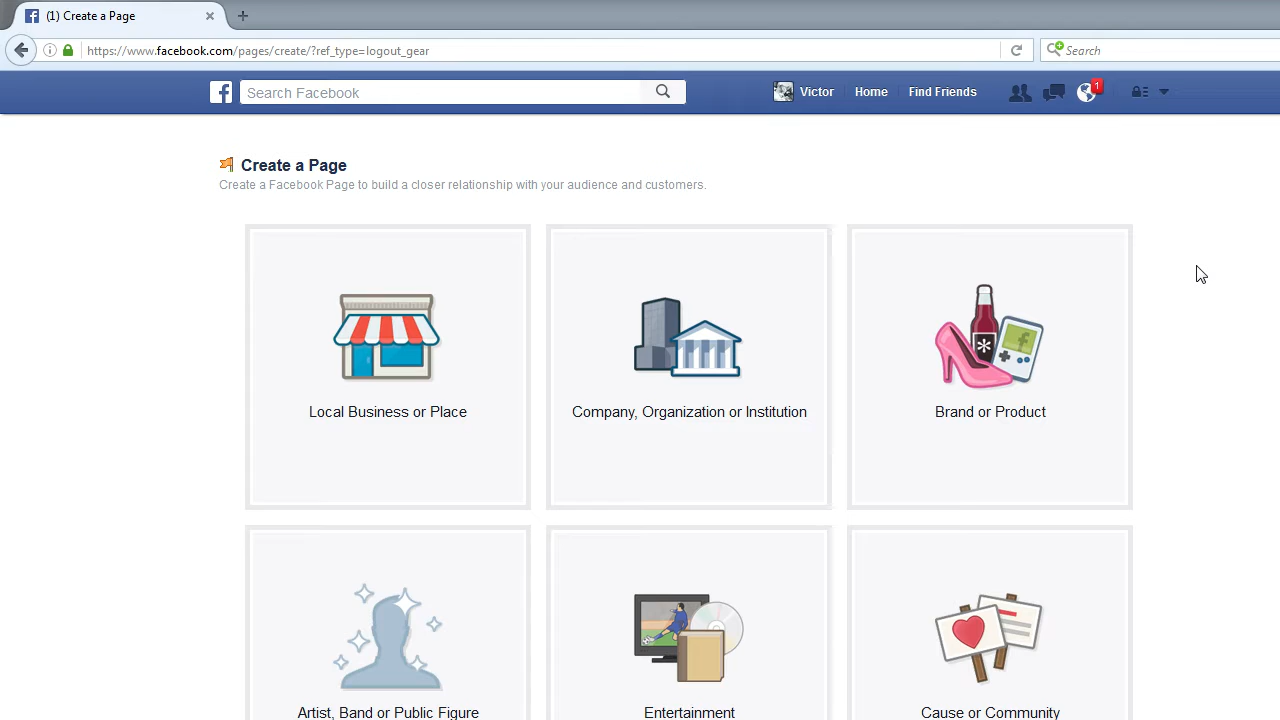 (1) Create a Page
https://www.facebook.com/pages/create/?ref_type=logout_gear
Search
Search Facebook
Victor
Home
Find Friends
1
Create a Page
Create a Facebook Page to build a closer relationship with your audience and customers.
Local Business or Place
Company, Organization or Institution
Brand or Product
Artist, Band or Public Figure
Entertainment
Cause or Community